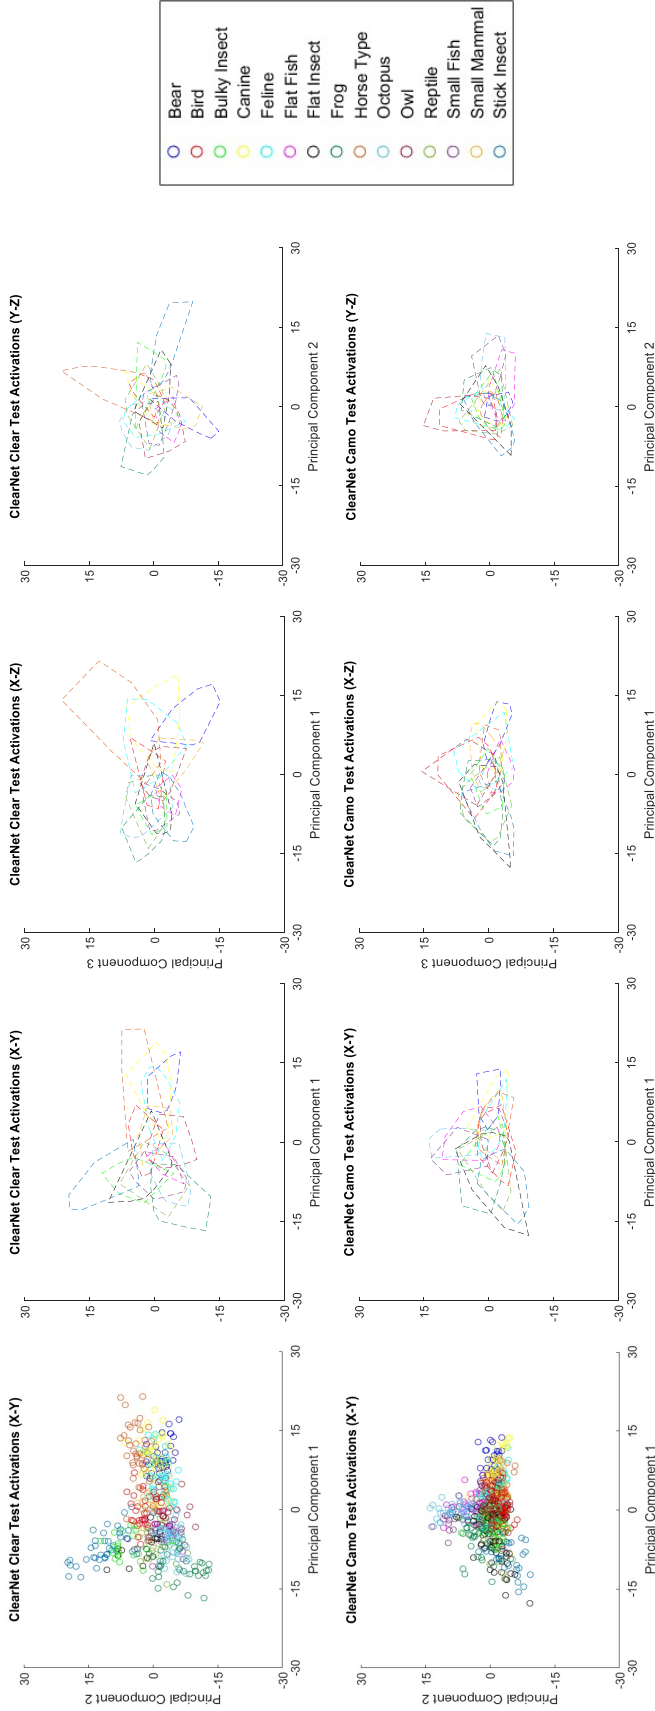 ClearNet Clear Test Activations (X-Y)
Principal Component 2
30
15
0
-15
-30
-30
-15
0
15
30
Principal Component 1
ClearNet Clear Test Activations (X-Y)
30
15
0
-15
-30
-30
-15
0
15
30
Principal Component 1
ClearNet Clear Test Activations (X-Z)
Principal Component 3
30
15
0
-15
-30
-30
-15
0
15
30
Principal Component 1
ClearNet Clear Test Activations (Y-Z)
30
15
0
-15
-30
-30
-15
0
15
30
Principal Component 2
ClearNet Camo Test Activations (X-Y)
Principal Component 2
30
15
0
-15
-30
-30
-15
0
15
30
Principal Component 1
ClearNet Camo Test Activations (X-Y)
30
15
0
-15
-30
-30
-15
0
15
30
Principal Component 1
ClearNet Camo Test Activations (X-Z)
Principal Component 3
30
15
0
-15
-30
-30
-15
0
15
30
Principal Component 1
ClearNet Camo Test Activations (Y-Z)
30
15
0
-15
-30
-30
-15
0
15
30
Principal Component 2
Bear
Bird
Bulky Insect
Canine
Feline
Flat Fish
Flat Insect
Frog
Horse Type
Octopus
Owl
Reptile
Small Fish
Small Mammal
Stick Insect